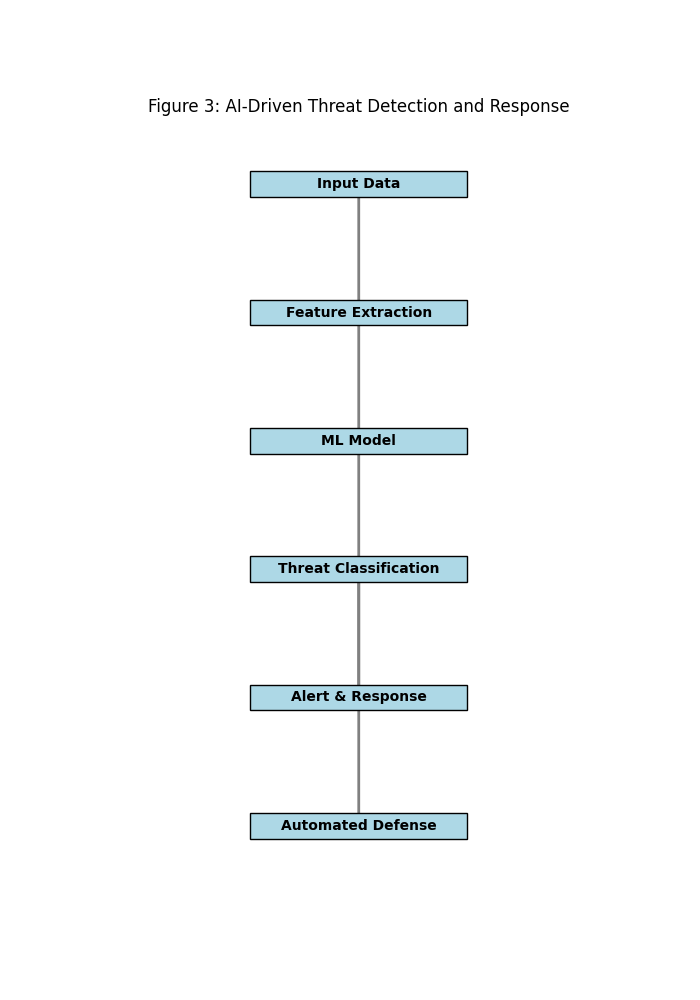 Figure 3: AI-Driven Threat Detection and Response
Input Data
Feature Extraction
ML Model
Threat Classification
Alert & Response
Automated Defense